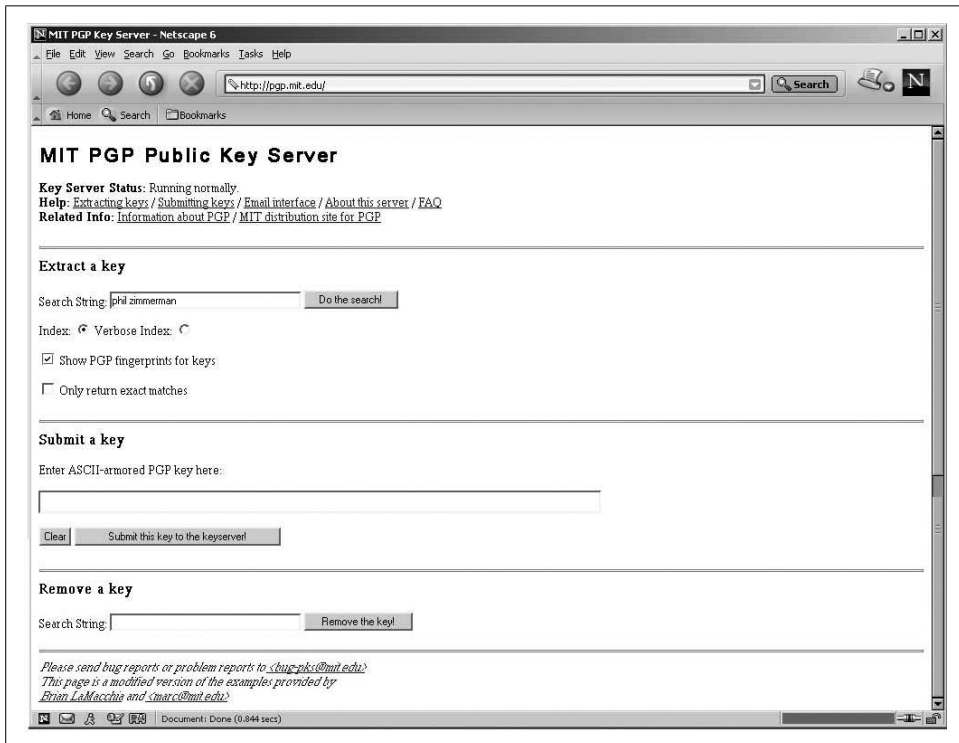 MIT PGP Key Server - Netscape 6
File Edit View Search Go Bookmarks Tasks Help
http://pgp.mit.edu/
Search
N
Home Search Bookmarks
MIT PGP Public Key Server
Key Server Status: Running normally.
Help: Extracting keys / Submitting keys / Email interface / About this server / FAQ
Related Info: Information about PGP / MIT distribution site for PGP
Extract a key
Search String: phil zimmerman Do the search!
Index: Verbose Index:
Show PGP fingerprints for keys
Only return exact matches
Submit a key
Enter ASCII-armored PGP key here:
Clear Submit this key to the keyserver!
Remove a key
Search String: Remove the key!
Please send bug reports or problem reports to <bug-pks@mit.edu>
This page is a modified version of the examples provided by
Brian LaMacchia and <marc@mit.edu>
Document: Done (0.844 secs)